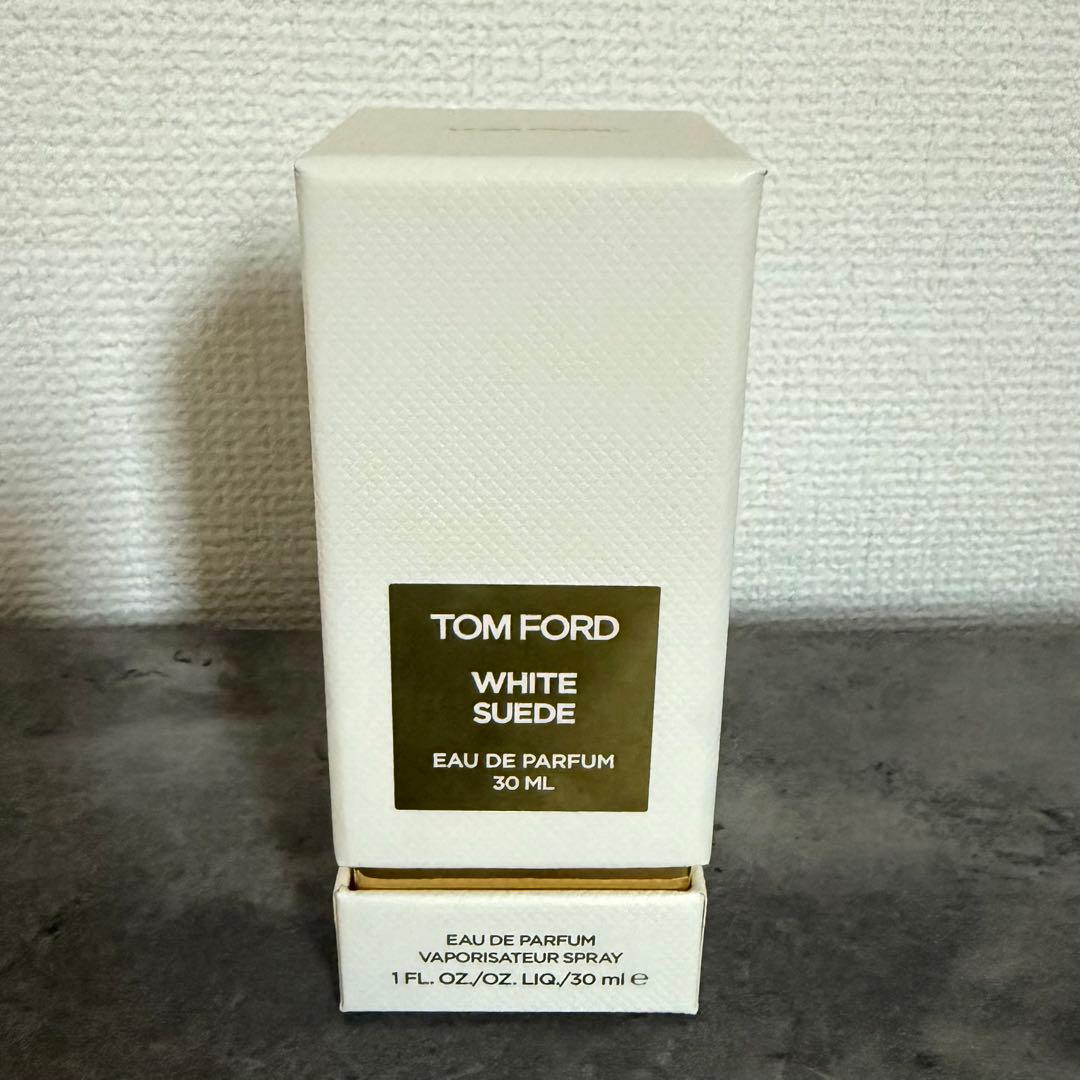 TOM FORD
WHITE
SUEDE
EAU DE PARFUM
30 ML
EAU DE PARFUM
VAPORISATEUR SPRAY
1 FL. OZ./OZ. LIQ./30 ml ℮